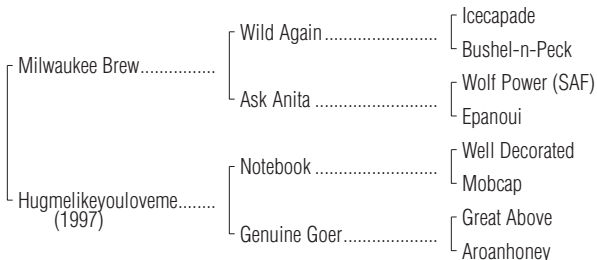 Icecapade
Wild Again
Bushel-n-Peck
Milwaukee Brew
Wolf Power (SAF)
Ask Anita
Epanoui
Well Decorated
Notebook
Mobcap
Hugmelikeyouloveme
(1997)
Great Above
Genuine Goer
Aroanhoney